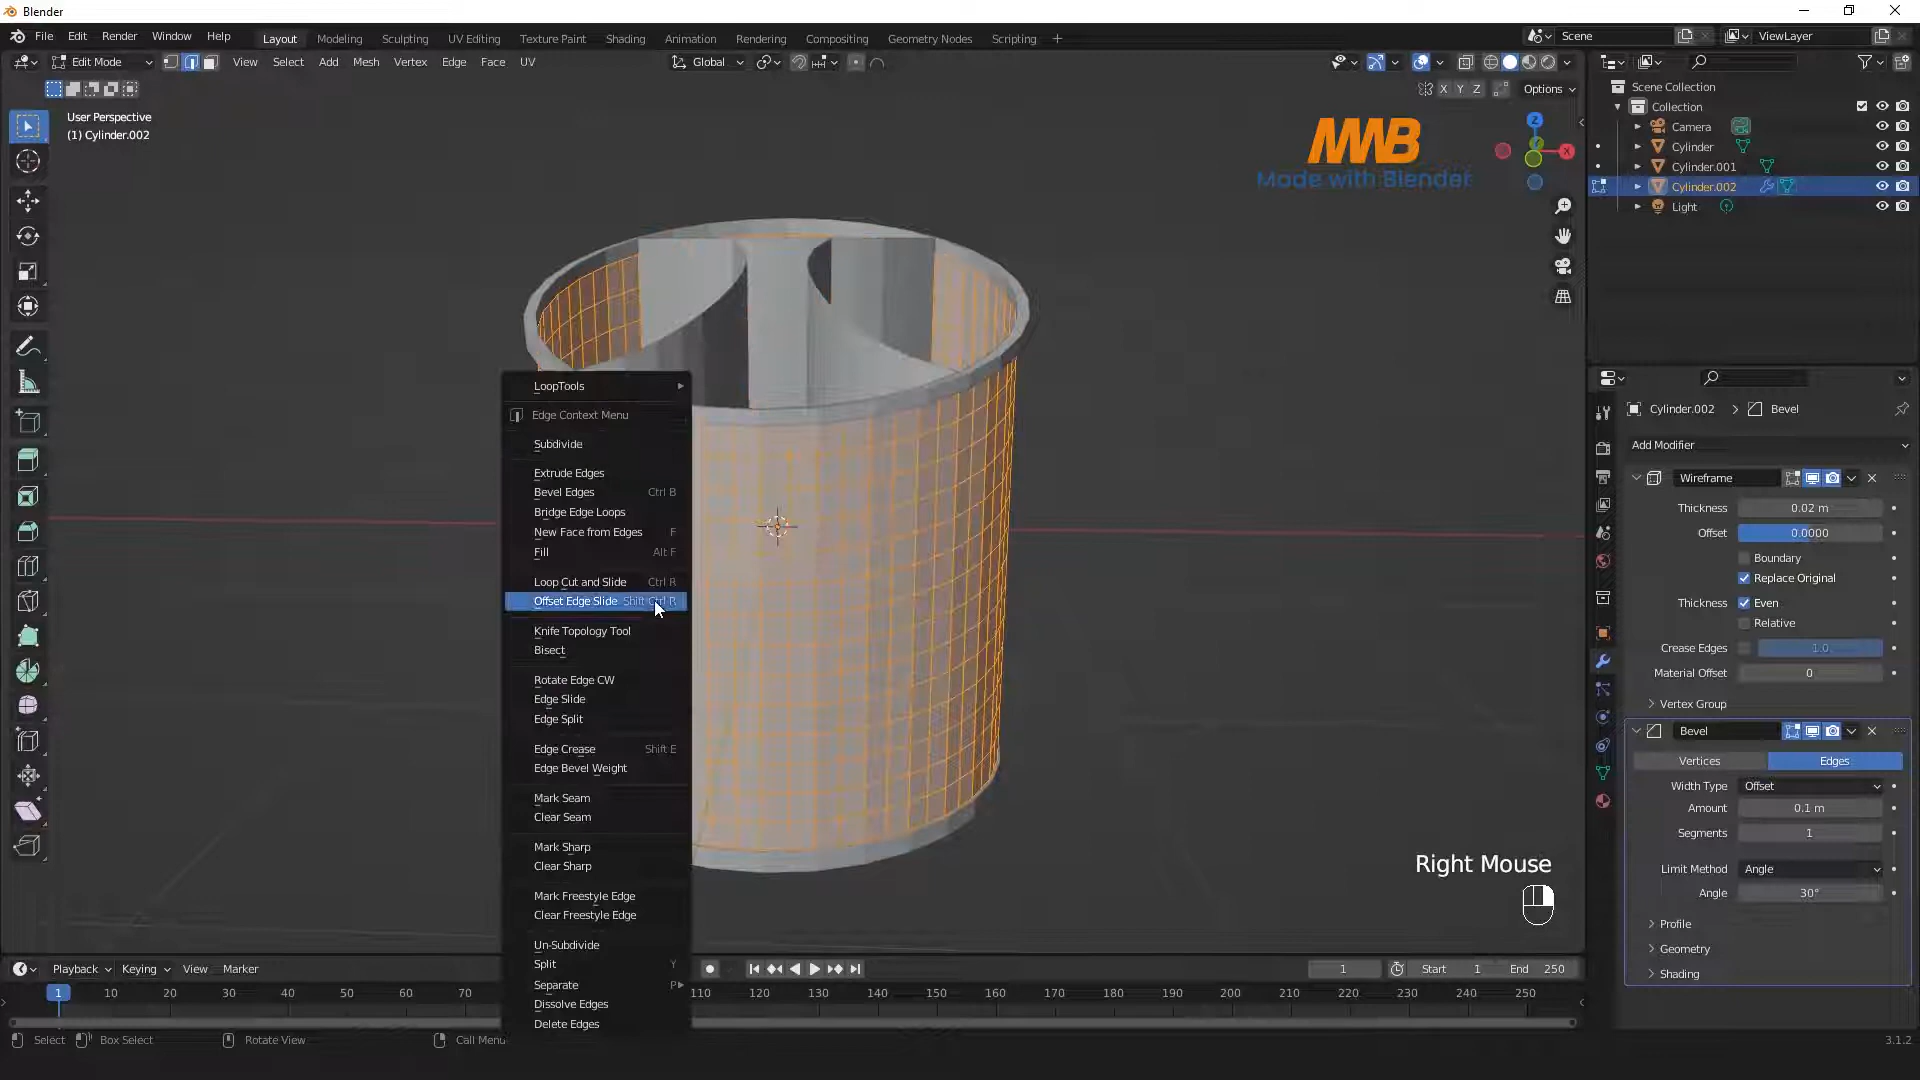 Blender
File Edit Render Window Help
Layout Modeling Sculpting UV Editing Texture Paint Shading Animation Rendering Compositing Geometry Nodes Scripting +
Scene
ViewLayer
Edit Mode
View Select Add Mesh Vertex Edge Face UV
Global
X Y Z
Options
User Perspective
(1) Cylinder.002
MWB
Made with Blender
Z
X
Scene Collection
Collection
Camera
Cylinder
Cylinder.001
Cylinder.002
Light
LoopTools
Edge Context Menu
Subdivide
Extrude Edges
Bevel Edges Ctrl B
Bridge Edge Loops
New Face from Edges F
Fill Alt F
Loop Cut and Slide Ctrl R
Offset Edge Slide Shift Ctrl R
Knife Topology Tool
Bisect
Rotate Edge CW
Edge Slide
Edge Split
Edge Crease Shift E
Edge Bevel Weight
Mark Seam
Clear Seam
Mark Sharp
Clear Sharp
Mark Freestyle Edge
Clear Freestyle Edge
Un-Subdivide
Split Y
Separate P
Dissolve Edges
Delete Edges
Right Mouse
Cylinder.002 > Bevel
Add Modifier
Wireframe
Thickness 0.02 m
Offset 0.0000
Boundary
Replace Original
Thickness Even
Relative
Crease Edges 1.0
Material Offset 0
Vertex Group
Bevel
Vertices Edges
Width Type Offset
Amount 0.1 m
Segments 1
Limit Method Angle
Angle 30°
Profile
Geometry
Shading
Playback Keying View Marker
1 Start 1 End 250
1 10 20 30 40 50 60 70 110 120 130 140 150 160 170 180 190 200 210 220 230 240 250
Select Box Select Rotate View Call Menu
3.1.2